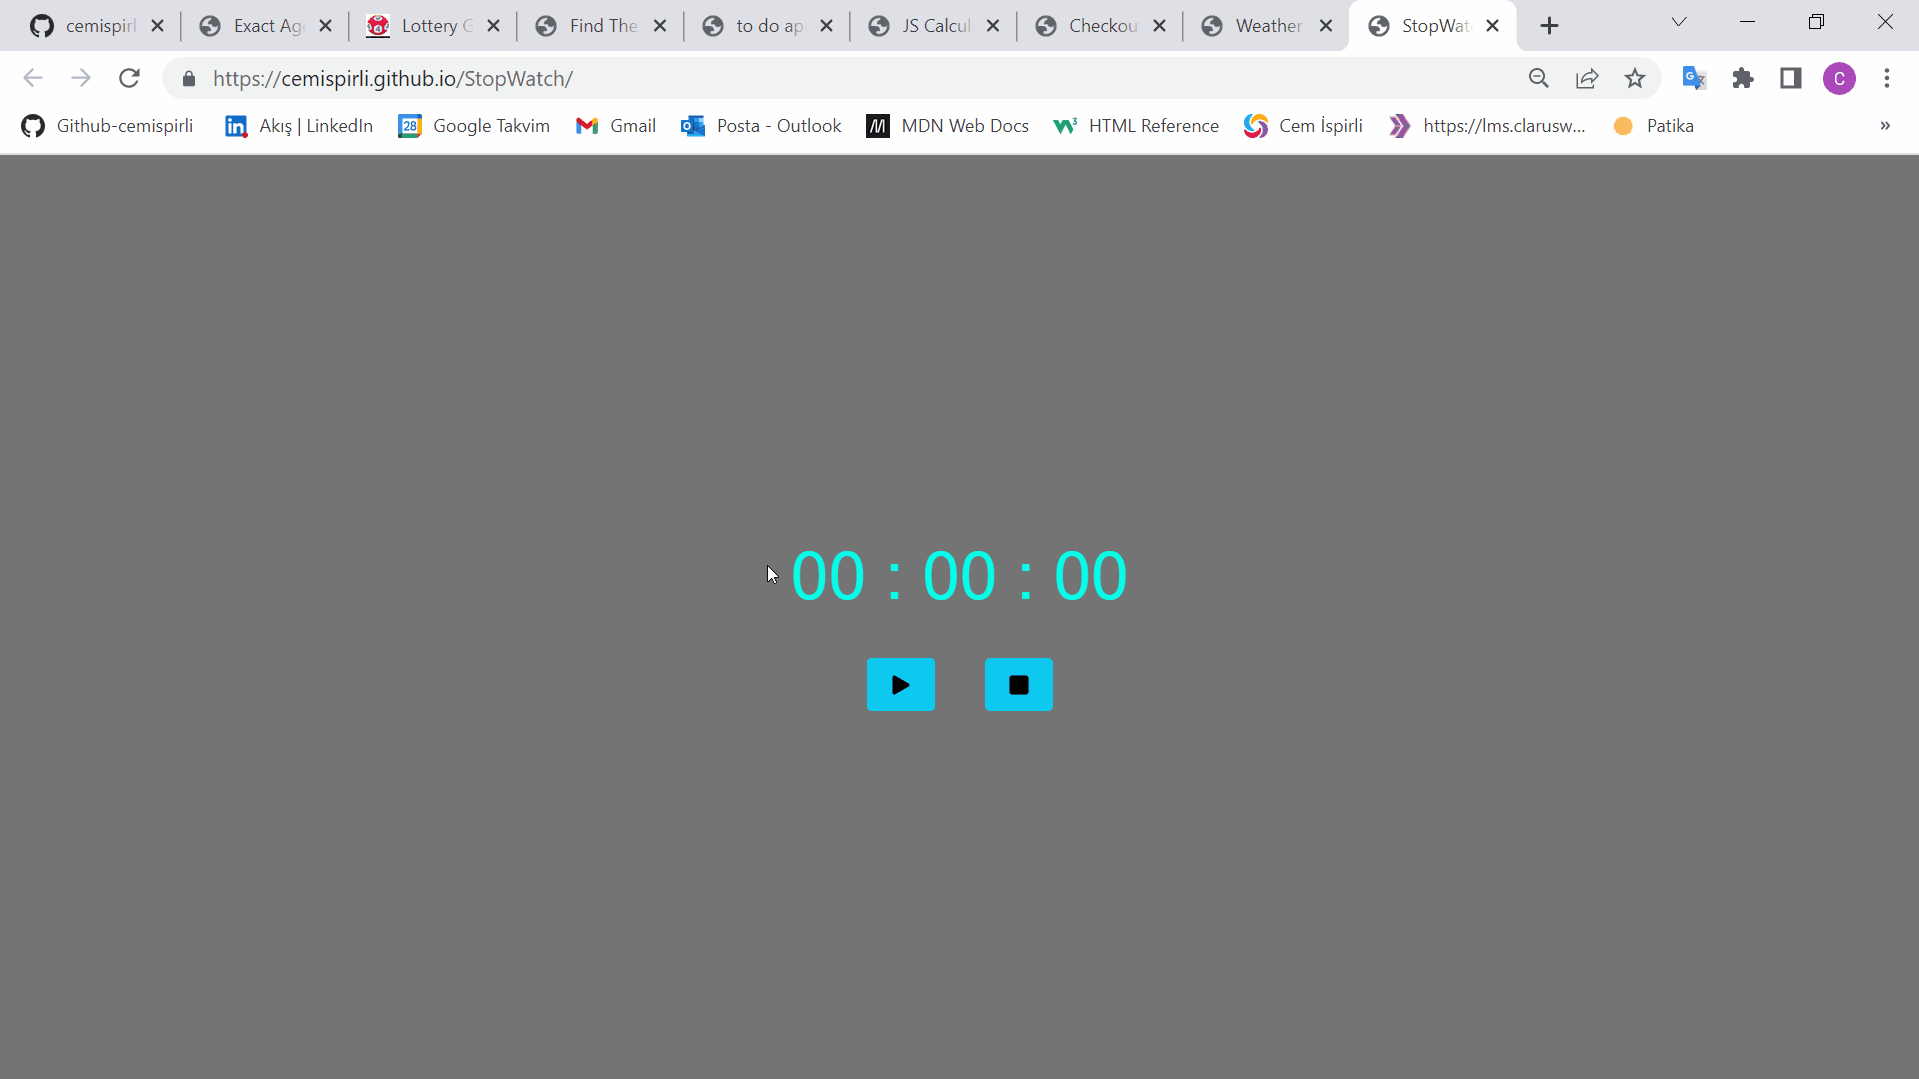 cemispirl Exact Ag Lottery G Find The to do ap JS Calcul Checkou Weather StopWat
https://cemispirli.github.io/StopWatch/
Github-cemispirli Akış | LinkedIn Google Takvim Gmail Posta - Outlook MDN Web Docs HTML Reference Cem İspirli https://lms.clarusw... Patika »
00 : 00 : 00